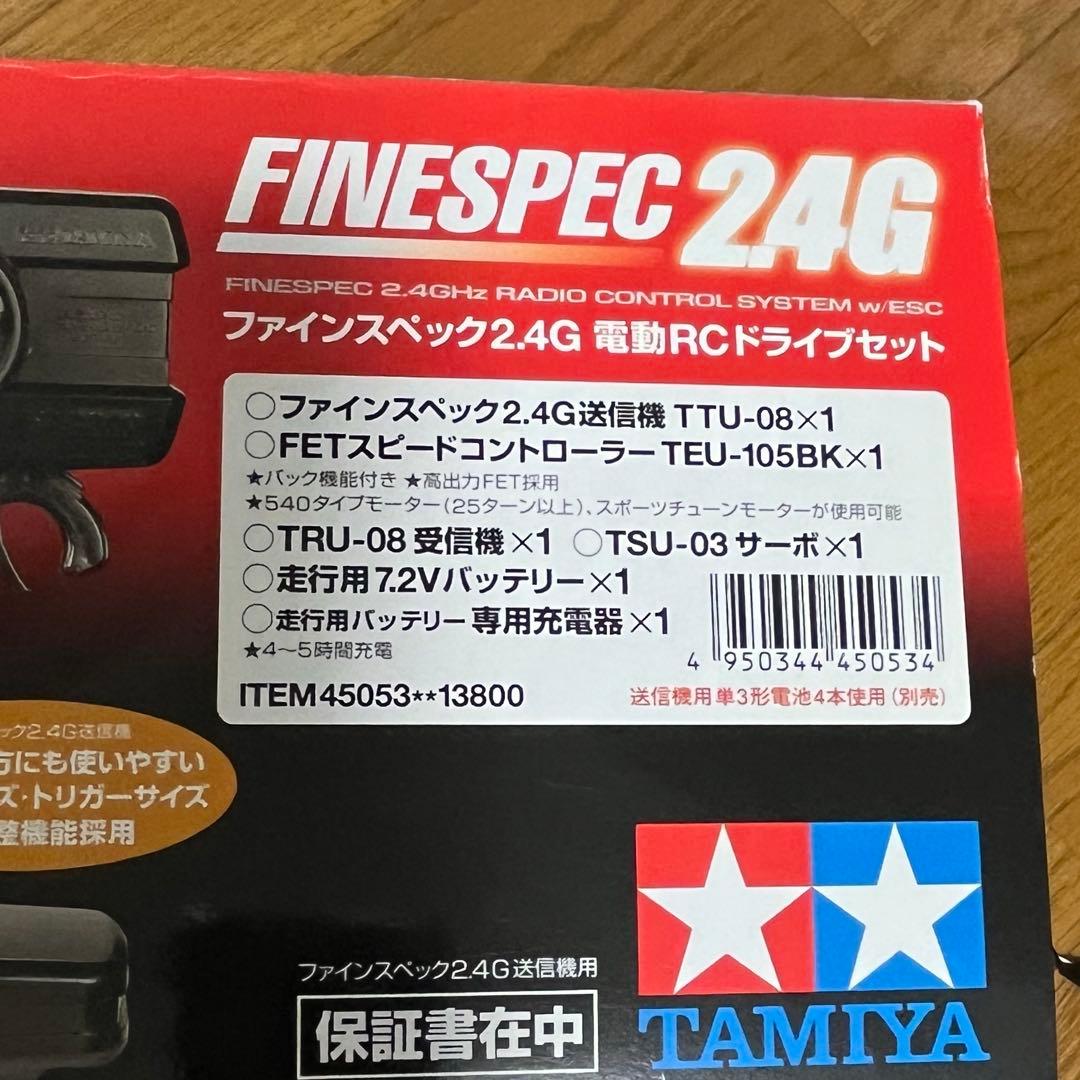 FINESPEC 2.4G
FINESPEC 2.4GHz RADIO CONTROL SYSTEM w/ESC
ファインスペック2.4G 電動RCドライブセット
○ファインスペック2.4G送信機 TTU-08×1
○FETスピードコントローラー TEU-105BK×1
★バック機能付き ★高出力FET採用
★540タイプモーター(25ターン以上)、スポーツチューンモーターが使用可能
○TRU-08 受信機×1 ○TSU-03 サーボ×1
○走行用7.2Vバッテリー×1
○走行用バッテリー専用充電器×1
★4〜5時間充電
4 950344 450534
ITEM 45053**13800
送信機用単3形電池4本使用(別売)
ック2.4G送信機
方にも使いやすい
ズ・トリガーサイズ
整機能採用
ファインスペック2.4G送信機用
保証書在中
TAMIYA